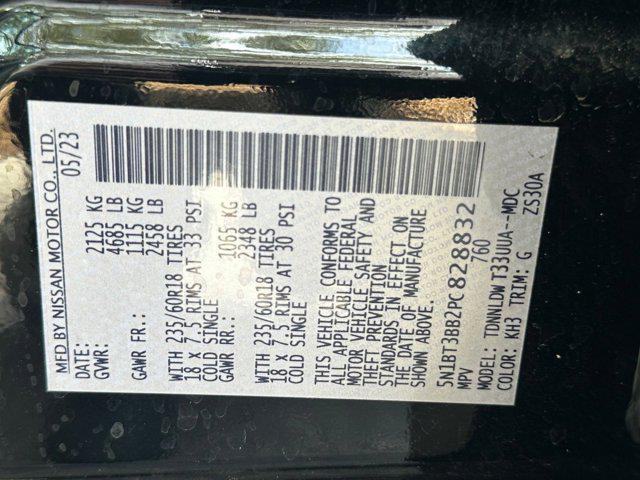 MFD BY NISSAN MOTOR CO., LTD.
DATE: 05/23
GVWR: 2125 KG
4685 LB
GAWR FR.: 1115 KG
2458 LB
WITH 235/60R18 TIRES
18 X 7.5 RIMS AT 33 PSI
COLD SINGLE
GAWR RR.: 1065 KG
2348 LB
WITH 235/60R18 TIRES
18 X 7.5 RIMS AT 30 PSI
COLD SINGLE
THIS VEHICLE CONFORMS TO
ALL APPLICABLE FEDERAL
MOTOR VEHICLE SAFETY AND
THEFT PREVENTION
STANDARDS IN EFFECT ON
THE DATE OF MANUFACTURE
SHOWN ABOVE.
5N1BT3BB2PC828832
MPV 760
MODEL: TDNNLDW T33UUA--MDC
COLOR: KH3 TRIM: G ZS30A